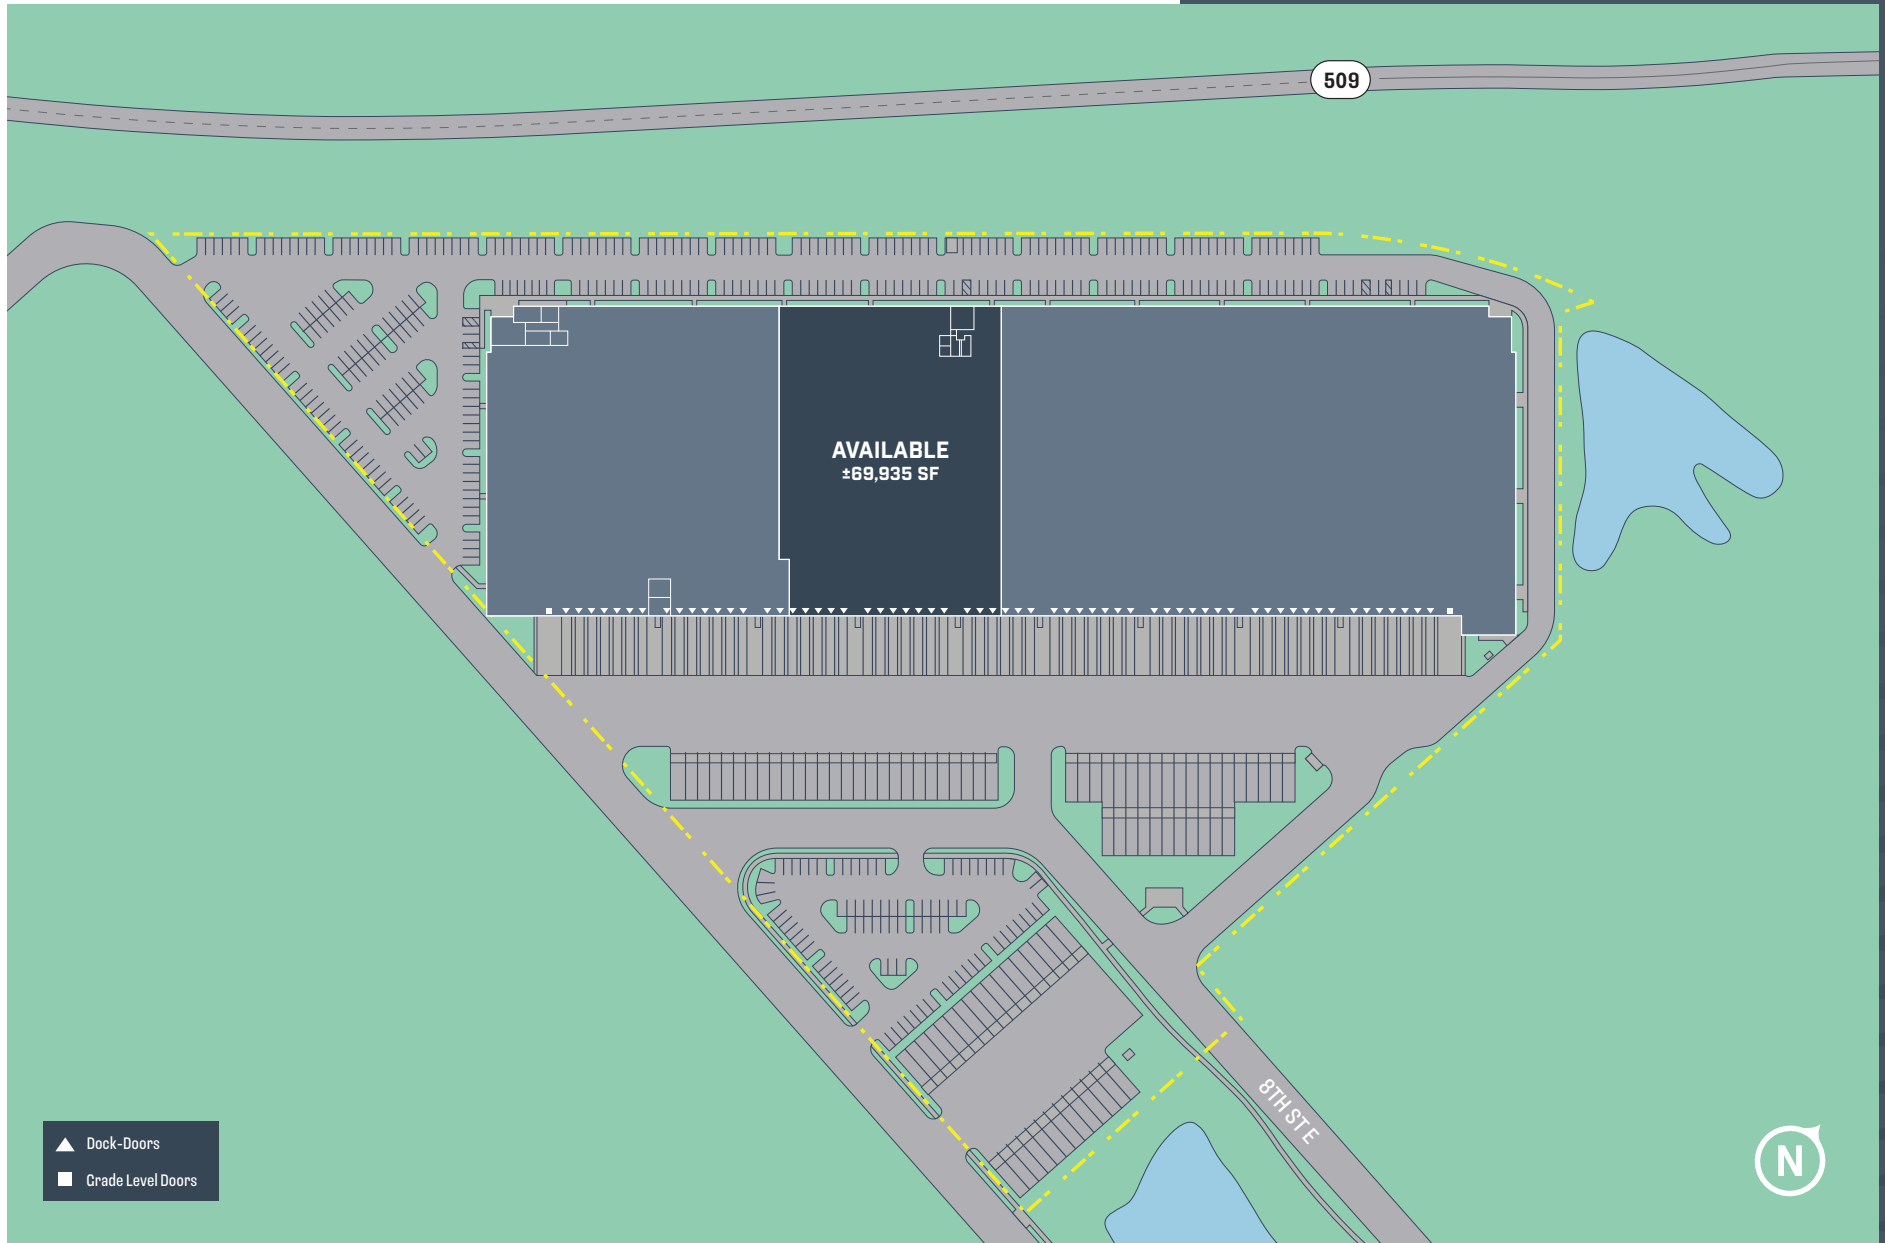 509
AVAILABLE
±69,935 SF
8TH ST E
Dock-Doors
Grade Level Doors
N